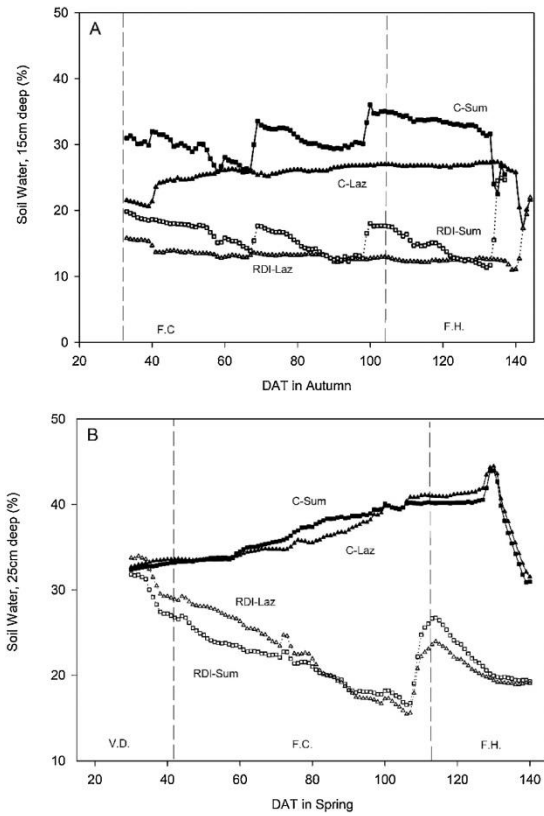 A
50
40
30
20
10
0
Soil Water, 15cm deep (%)
C-Sum
C-Laz
RDI-Sum
RDI-Laz
F.C
F.H.
20 40 60 80 100 120 140
DAT in Autumn
B
50
40
30
20
10
Soil Water, 25cm deep (%)
C-Sum
C-Laz
RDI-Laz
RDI-Sum
V.D. F.C. F.H.
20 40 60 80 100 120 140
DAT in Spring